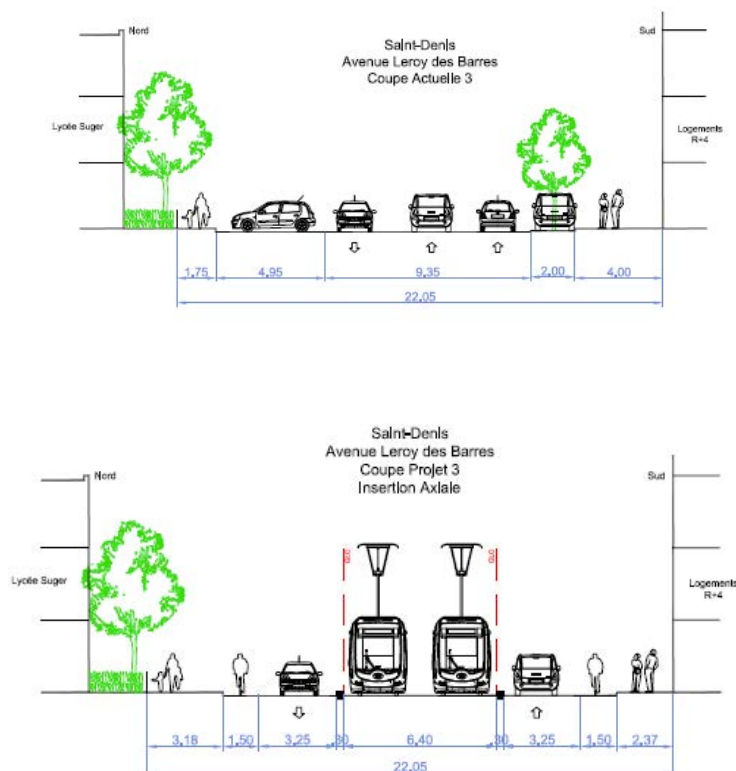 Nord
Sud
Saint-Denis
Avenue Leroy des Barres
Coupe Actuelle 3
Lycée Suger
Logements
R+4
1,75
4,95
9,35
2,00
4,00
22,05
Saint-Denis
Avenue Leroy des Barres
Coupe Projet 3
Insertion Axiale
Nord
Sud
Lycée Suger
Logements
R+4
3,18
1,50
3,25
,30
6,40
,30
3,25
1,50
2,37
22,05